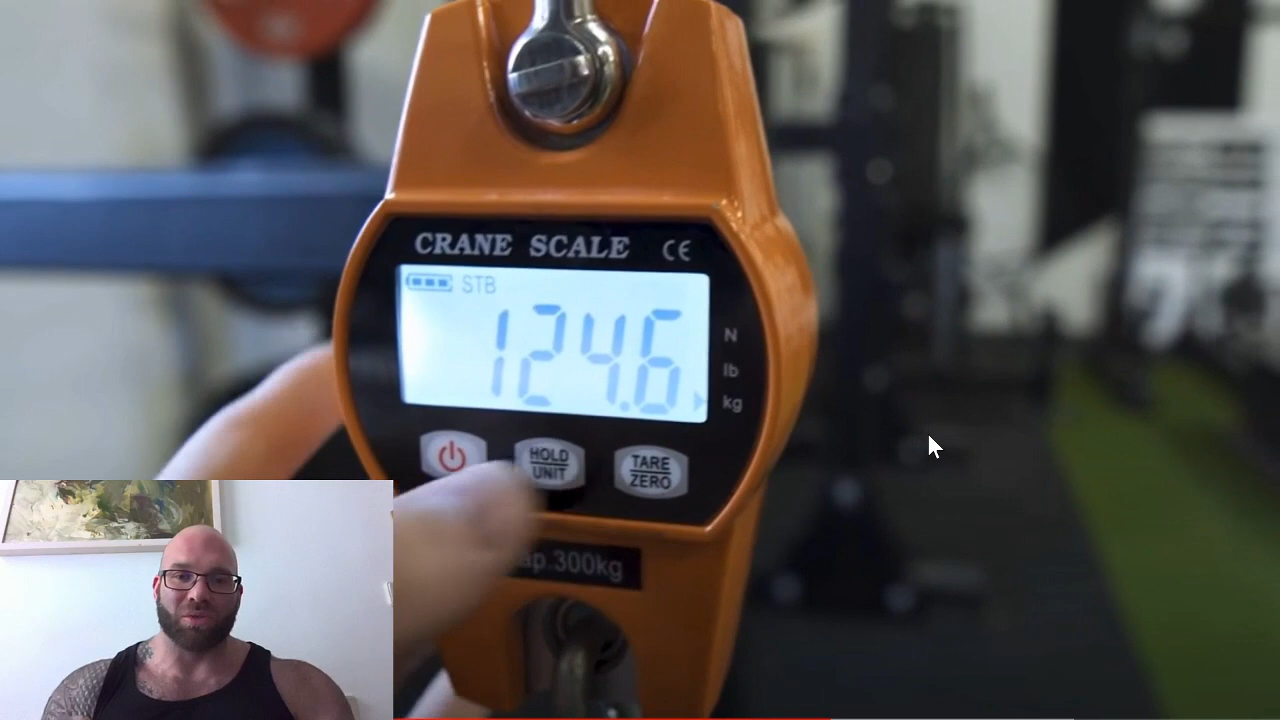 CRANE SCALE CE
STB
124.6
N
lb
kg
HOLD
UNIT
TARE
ZERO
300kg